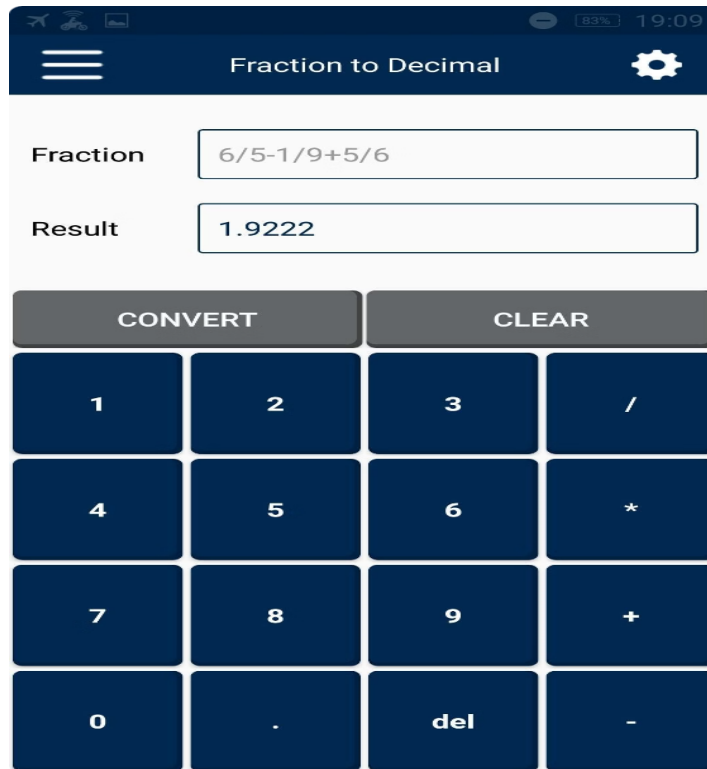 83% 19:09
Fraction to Decimal
Fraction 6/5-1/9+5/6
Result 1.9222
CONVERT CLEAR
1 2 3 /
4 5 6 *
7 8 9 +
0 . del -